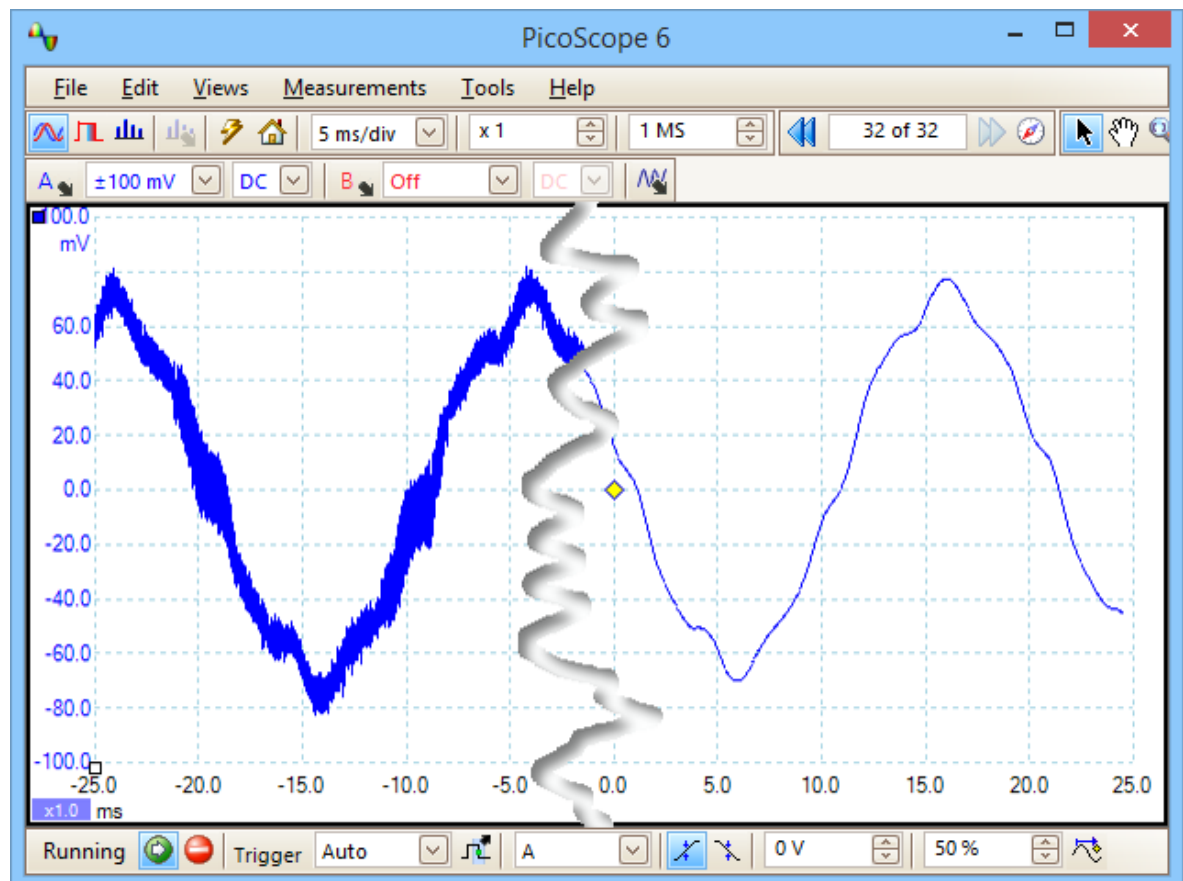 PicoScope 6
File Edit Views Measurements Tools Help
5 ms/div x 1 1 MS 32 of 32
A ±100 mV DC B Off DC
100.0
mV
60.0
40.0
20.0
0.0
-20.0
-40.0
-60.0
-80.0
-100.0
-25.0 -20.0 -15.0 -10.0 -5.0 0.0 5.0 10.0 15.0 20.0 25.0
x1.0 ms
Running Trigger Auto A 0 V 50 %